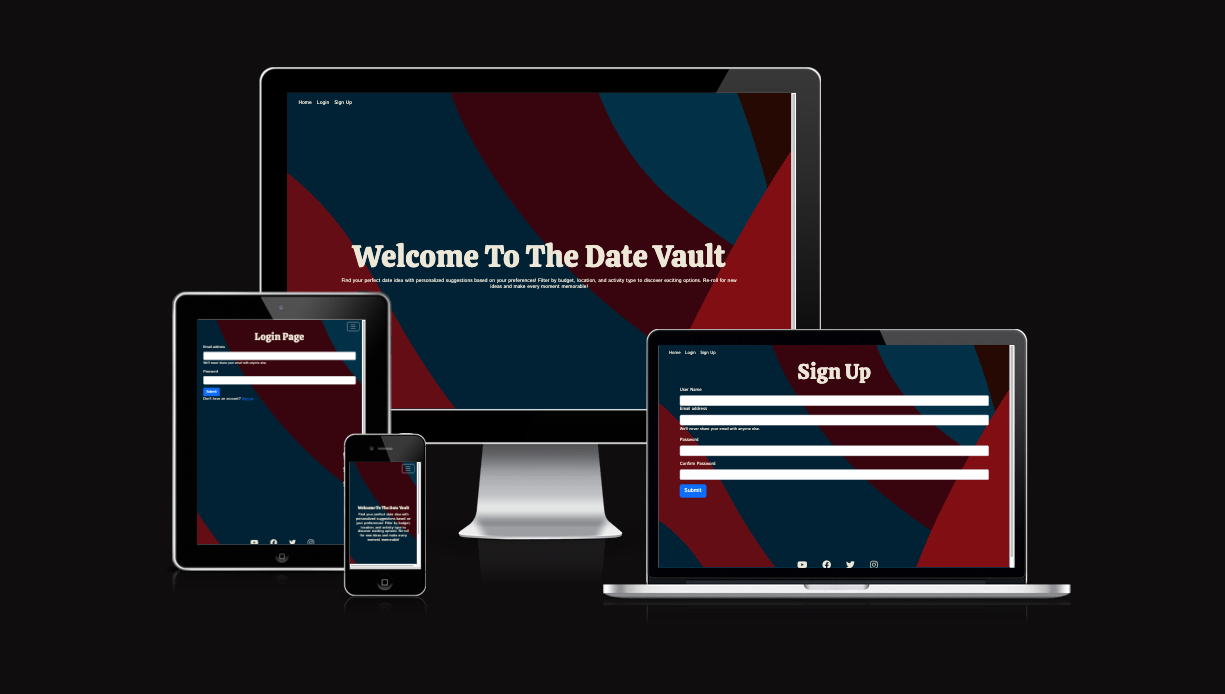 Home Login Sign Up
Welcome To The Date Vault
Find your perfect date idea with personalized suggestions based on your preferences! Filter by budget, location, and activity type to discover exciting options. Re-roll for new
ideas and make every moment memorable!
Login Page
Email address
We'll never share your email with anyone else.
Password
Submit
Don't have an account?
Welcome To The Date Vault
Find your perfect date idea with
personalized suggestions based on
your preferences! Filter by budget,
location, and activity type to
discover exciting options. Re-roll
for new ideas and make every
moment memorable!
Home Login Sign Up
Sign Up
User Name
Email address
We'll never share your email with anyone else.
Password
Confirm Password
Submit